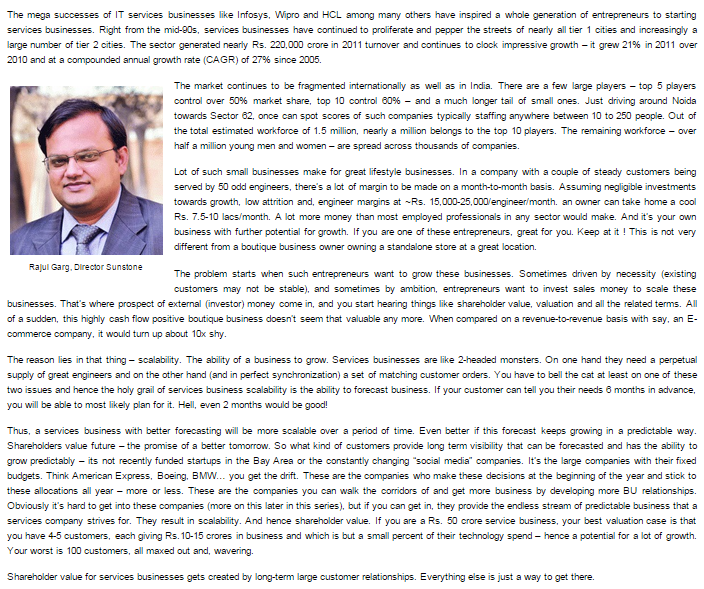 The mega successes of IT services businesses like Infosys, Wipro and HCL among many others have inspired a whole generation of entrepreneurs to starting
services businesses. Right from the mid-90s, services businesses have continued to proliferate and pepper the streets of nearly all tier 1 cities and increasingly a
large number of tier 2 cities. The sector generated nearly Rs. 220,000 crore in 2011 turnover and continues to clock impressive growth – it grew 21% in 2011 over
2010 and at a compounded annual growth rate (CAGR) of 27% since 2005.
The market continues to be fragmented internationally as well as in India. There are a few large players – top 5 players
control over 50% market share, top 10 control 60% – and a much longer tail of small ones. Just driving around Noida
towards Sector 62, once can spot scores of such companies typically staffing anywhere between 10 to 250 people. Out of
the total estimated workforce of 1.5 million, nearly a million belongs to the top 10 players. The remaining workforce – over
half a million young men and women – are spread across thousands of companies.
Lot of such small businesses make for great lifestyle businesses. In a company with a couple of steady customers being
served by 50 odd engineers, there's a lot of margin to be made on a month-to-month basis. Assuming negligible investments
towards growth, low attrition and, engineer margins at ~Rs. 15,000-25,000/engineer/month. an owner can take home a cool
Rs. 7.5-10 lacs/month. A lot more money than most employed professionals in any sector would make. And it's your own
business with further potential for growth. If you are one of these entrepreneurs, great for you. Keep at it ! This is not very
different from a boutique business owner owning a standalone store at a great location.
Rajul Garg, Director Sunstone
The problem starts when such entrepreneurs want to grow these businesses. Sometimes driven by necessity (existing
customers may not be stable), and sometimes by ambition, entrepreneurs want to invest sales money to scale these
businesses. That's where prospect of external (investor) money come in, and you start hearing things like shareholder value, valuation and all the related terms. All
of a sudden, this highly cash flow positive boutique business doesn't seem that valuable any more. When compared on a revenue-to-revenue basis with say, an E-
commerce company, it would turn up about 10x shy.
The reason lies in that thing – scalability. The ability of a business to grow. Services businesses are like 2-headed monsters. On one hand they need a perpetual
supply of great engineers and on the other hand (and in perfect synchronization) a set of matching customer orders. You have to bell the cat at least on one of these
two issues and hence the holy grail of services business scalability is the ability to forecast business. If your customer can tell you their needs 6 months in advance,
you will be able to most likely plan for it. Hell, even 2 months would be good!
Thus, a services business with better forecasting will be more scalable over a period of time. Even better if this forecast keeps growing in a predictable way.
Shareholders value future – the promise of a better tomorrow. So what kind of customers provide long term visibility that can be forecasted and has the ability to
grow predictably – its not recently funded startups in the Bay Area or the constantly changing "social media" companies. It's the large companies with their fixed
budgets. Think American Express, Boeing, BMW... you get the drift. These are the companies who make these decisions at the beginning of the year and stick to
these allocations all year – more or less. These are the companies you can walk the corridors of and get more business by developing more BU relationships.
Obviously it's hard to get into these companies (more on this later in this series), but if you can get in, they provide the endless stream of predictable business that a
services company strives for. They result in scalability. And hence shareholder value. If you are a Rs. 50 crore service business, your best valuation case is that
you have 4-5 customers, each giving Rs.10-15 crores in business and which is but a small percent of their technology spend – hence a potential for a lot of growth.
Your worst is 100 customers, all maxed out and, wavering.
Shareholder value for services businesses gets created by long-term large customer relationships. Everything else is just a way to get there.